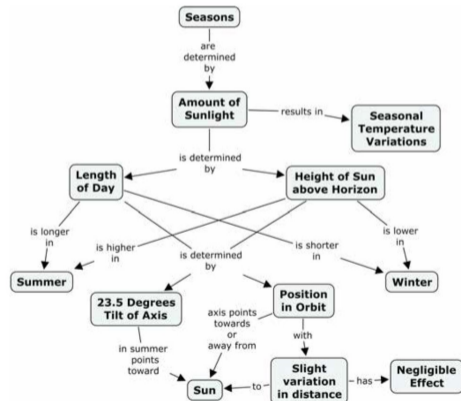 Seasons
are
determined
by
Amount of
Sunlight
results in
Seasonal
Temperature
Variations
is determined
by
Length
of Day
Height of Sun
above Horizon
is longer
in
is higher
in
is determined
by
is shorter
in
is lower
in
Summer
23.5 Degrees
Tilt of Axis
Position
in Orbit
Winter
axis points
towards
or
away from
with
in summer
points
toward
Sun
to
Slight
variation
in distance
has
Negligible
Effect